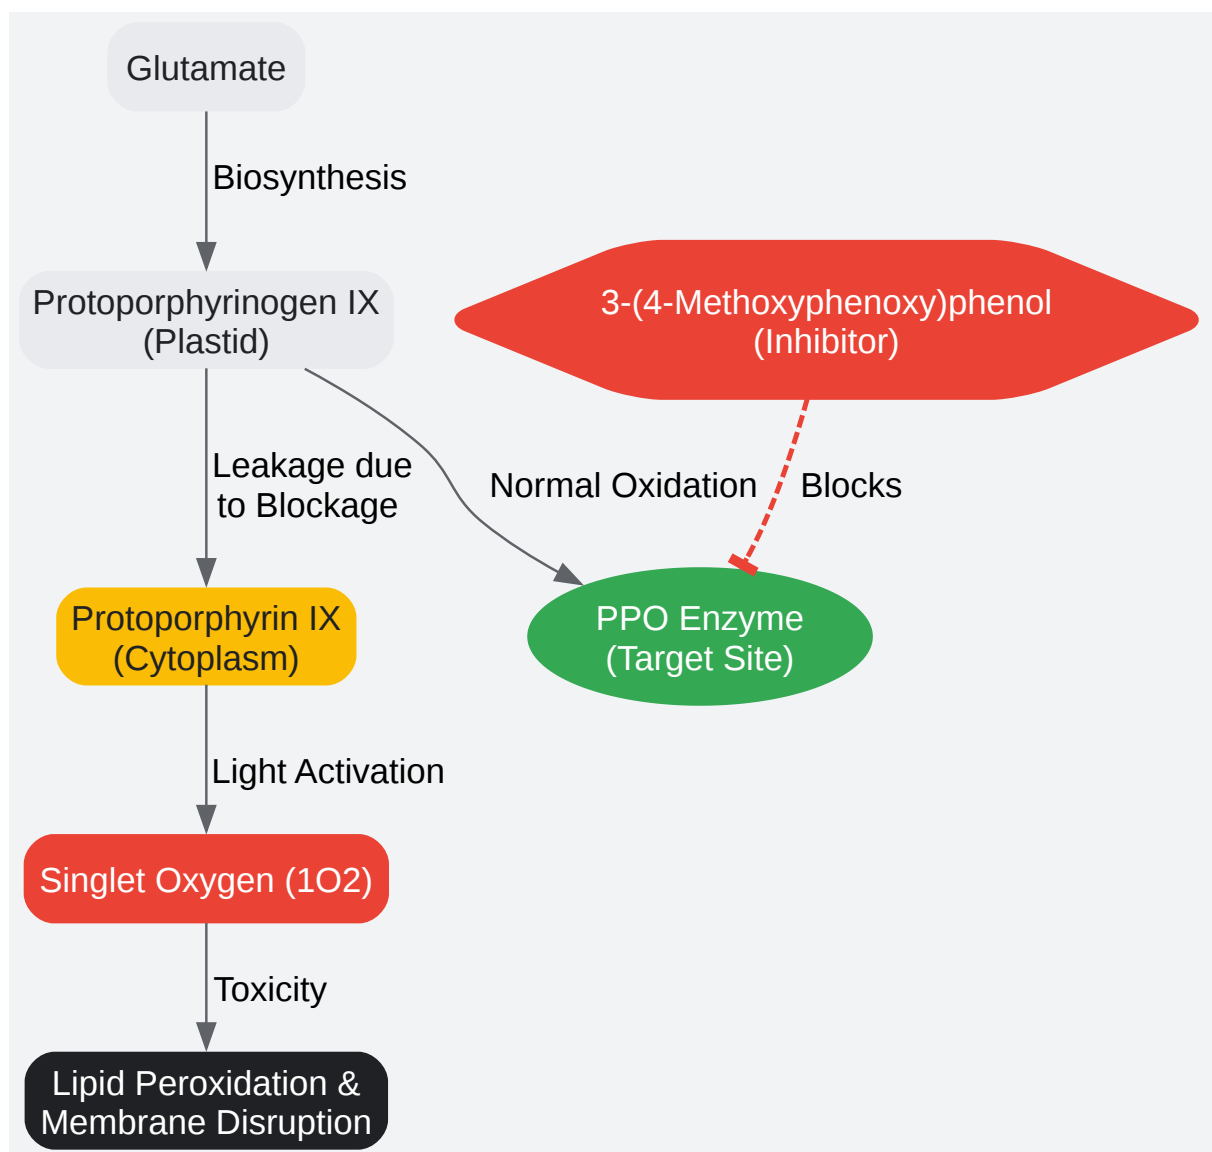 Glutamate
Biosynthesis
Protoporphyrinogen IX
(Plastid)
3-(4-Methoxyphenoxy)phenol
(Inhibitor)
Leakage due
to Blockage
Normal Oxidation
Blocks
Protoporphyrin IX
(Cytoplasm)
PPO Enzyme
(Target Site)
Light Activation
Singlet Oxygen (1O2)
Toxicity
Lipid Peroxidation &
Membrane Disruption